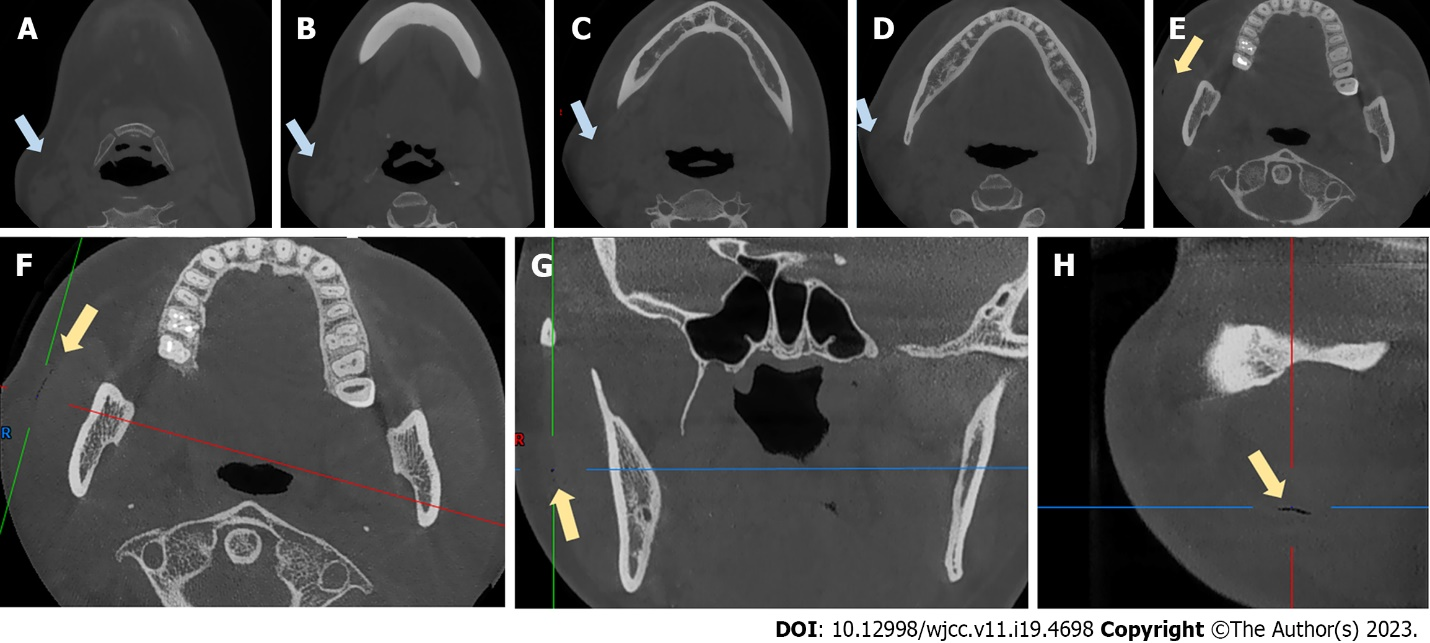 A
B
C
D
E
F
R
G
R
H
DOI: 10.12998/wjcc.v11.i19.4698 Copyright ©The Author(s) 2023.